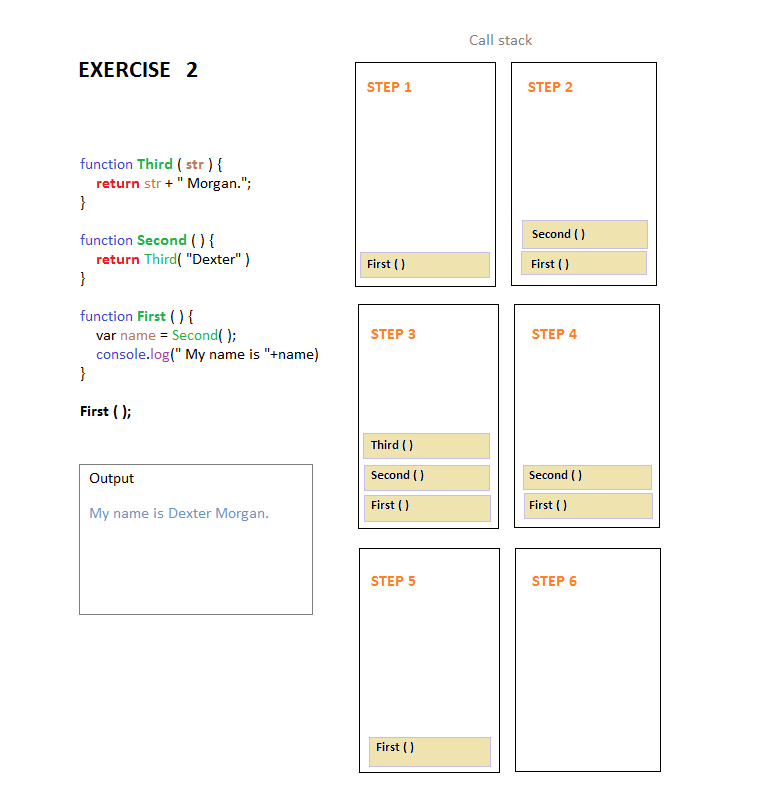 Call stack
EXERCISE 2
function Third ( str ) {
return str + " Morgan.";
}
function Second ( ) {
return Third( "Dexter" )
}
function First ( ) {
var name = Second( );
console.log(" My name is "+name)
}
First ( );
Output
My name is Dexter Morgan.
STEP 1
First ( )
STEP 2
Second ( )
First ( )
STEP 3
Third ( )
Second ( )
First ( )
STEP 4
Second ( )
First ( )
STEP 5
First ( )
STEP 6